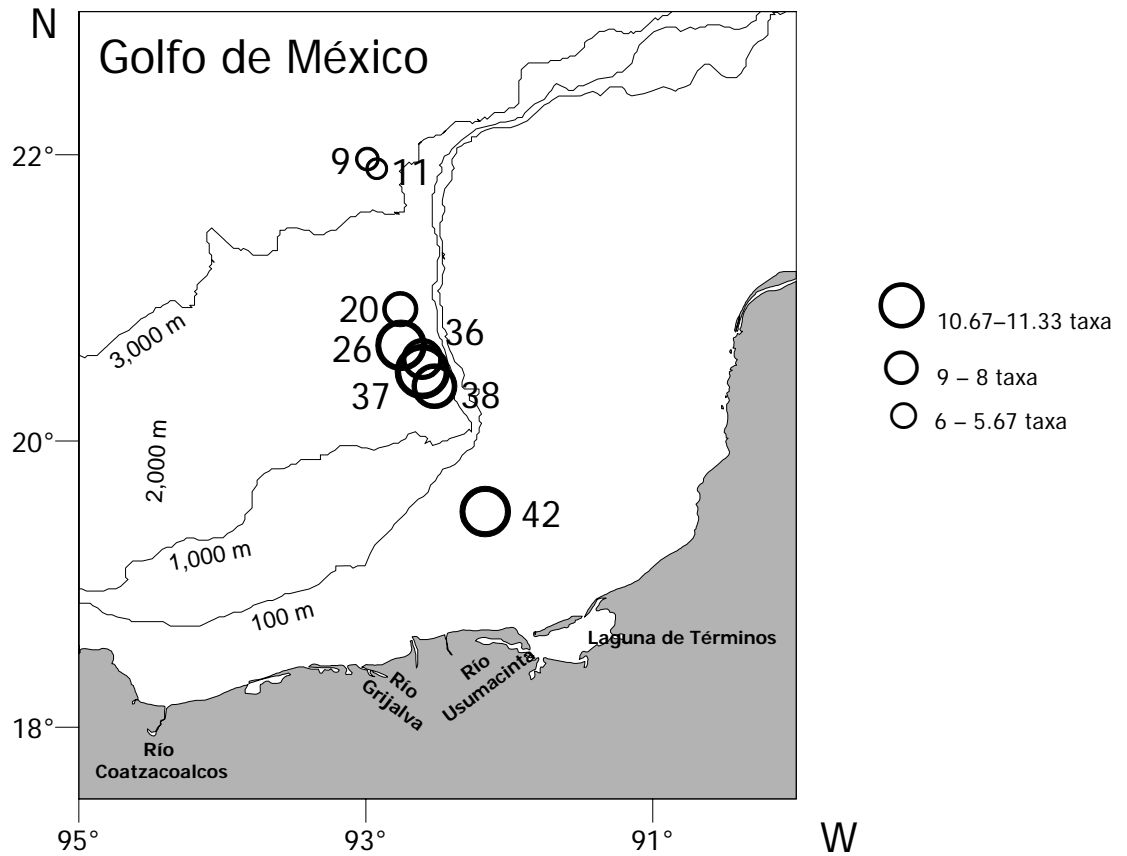 N
Golfo de México
22°
9
11
3,000 m
20
36
26
37
38
10.67–11.33 taxa
9 – 8 taxa
6 – 5.67 taxa
20°
2,000 m
42
1,000 m
100 m
Laguna de Términos
Río
Grijalva
Río
Usumacinta
18°
Río
Coatzacoalcos
95°
93°
91°
W